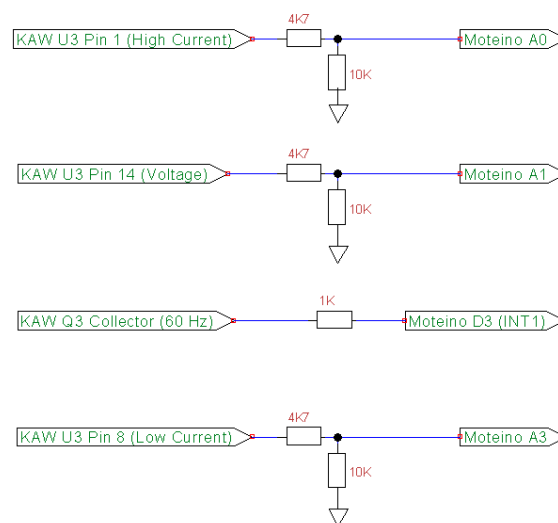 4K7
KAW U3 Pin 1 (High Current)
Moteino A0
10K
4K7
KAW U3 Pin 14 (Voltage)
Moteino A1
10K
1K
KAW Q3 Collector (60 Hz)
Moteino D3 (INT1)
4K7
KAW U3 Pin 8 (Low Current)
Moteino A3
10K